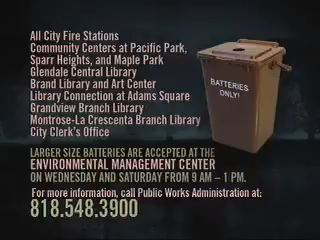 All City Fire Stations
Community Centers at Pacific Park,
Sparr Heights, and Maple Park
Glendale Central Library
Brand Library and Art Center
Library Connection at Adams Square
Grandview Branch Library
Montrose-La Crescenta Branch Library
City Clerk's Office
BATTERIES
ONLY!
LARGER SIZE BATTERIES ARE ACCEPTED AT THE
ENVIRONMENTAL MANAGEMENT CENTER
ON WEDNESDAY AND SATURDAY FROM 9 AM – 1 PM.
For more information, call Public Works Administration at:
818.548.3900